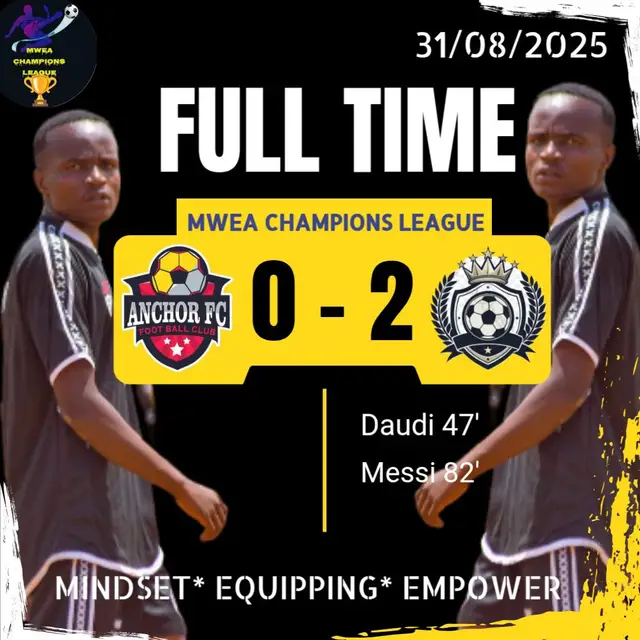 MWEA
CHAMPIONS
LEAGUE
31/08/2025
FULL TIME
MWEA CHAMPIONS LEAGUE
ANCHOR FC
FOOT BALL CLUB
0 - 2
Daudi 47'
Messi 82'
MINDSET* EQUIPPING* EMPOWER